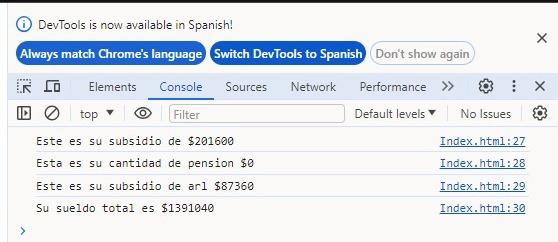 DevTools is now available in Spanish!
Always match Chrome's language Switch DevTools to Spanish Don't show again
Elements Console Sources Network Performance
top Filter Default levels No Issues
Este es su subsidio de $201600 Index.html:27
Esta es su cantidad de pension $0 Index.html:28
Este es su subsidio de arl $87360 Index.html:29
Su sueldo total es $1391040 Index.html:30